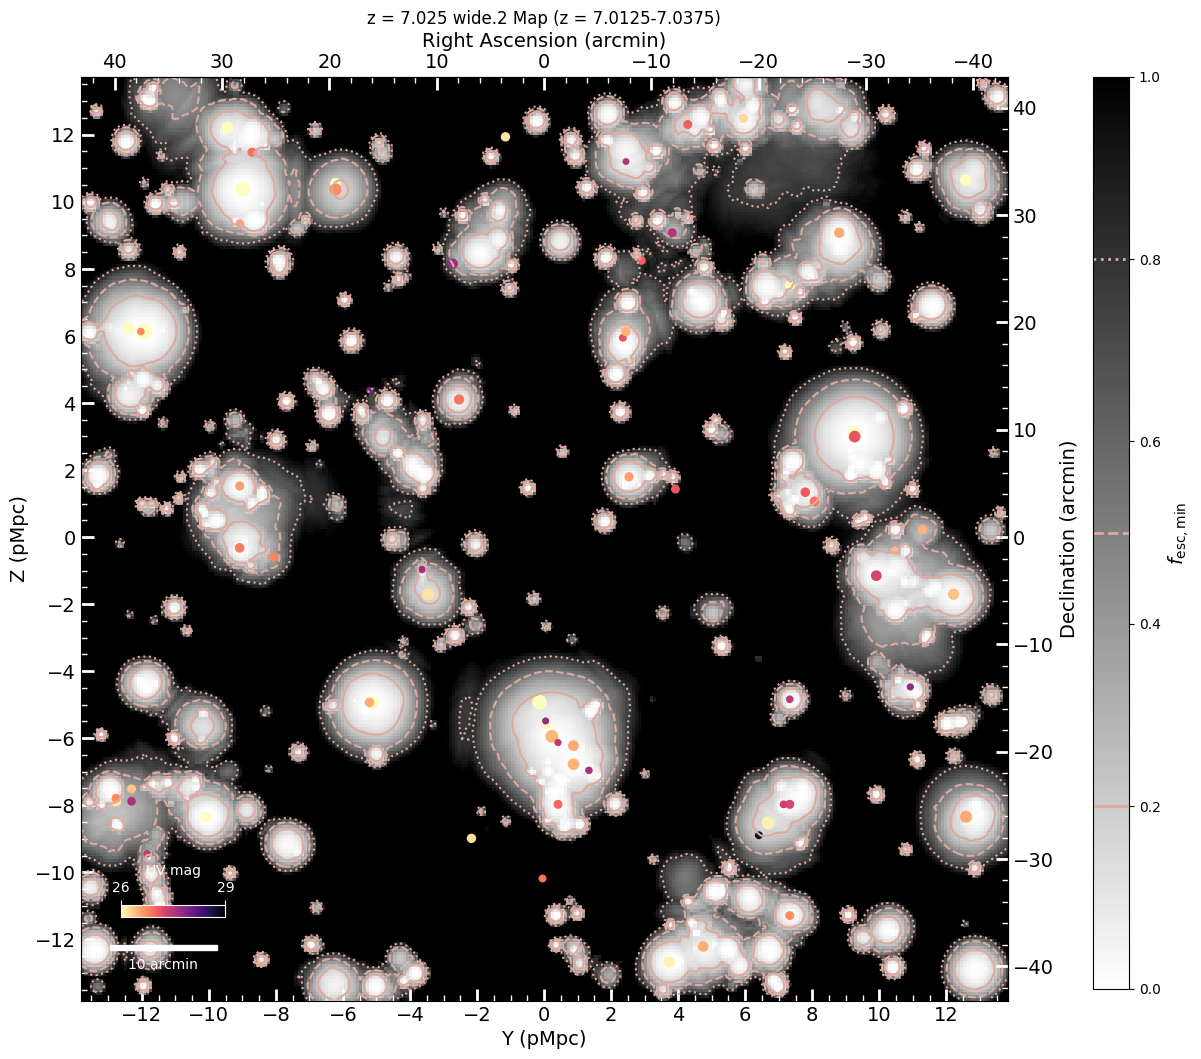 z = 7.025 wide.2 Map (z = 7.0125-7.0375)
Right Ascension (arcmin)
40 30 20 10 0 −10 −20 −30 −40
12
10
8
6
4
2
0
−2
−4
−6
−8
−10
−12
Z (pMpc)
40
30
20
10
0
−10
−20
−30
−40
Declination (arcmin)
1.0
0.8
0.6
0.4
0.2
0.0
fesc,min
UV mag
26 29
10 arcmin
−12 −10 −8 −6 −4 −2 0 2 4 6 8 10 12
Y (pMpc)